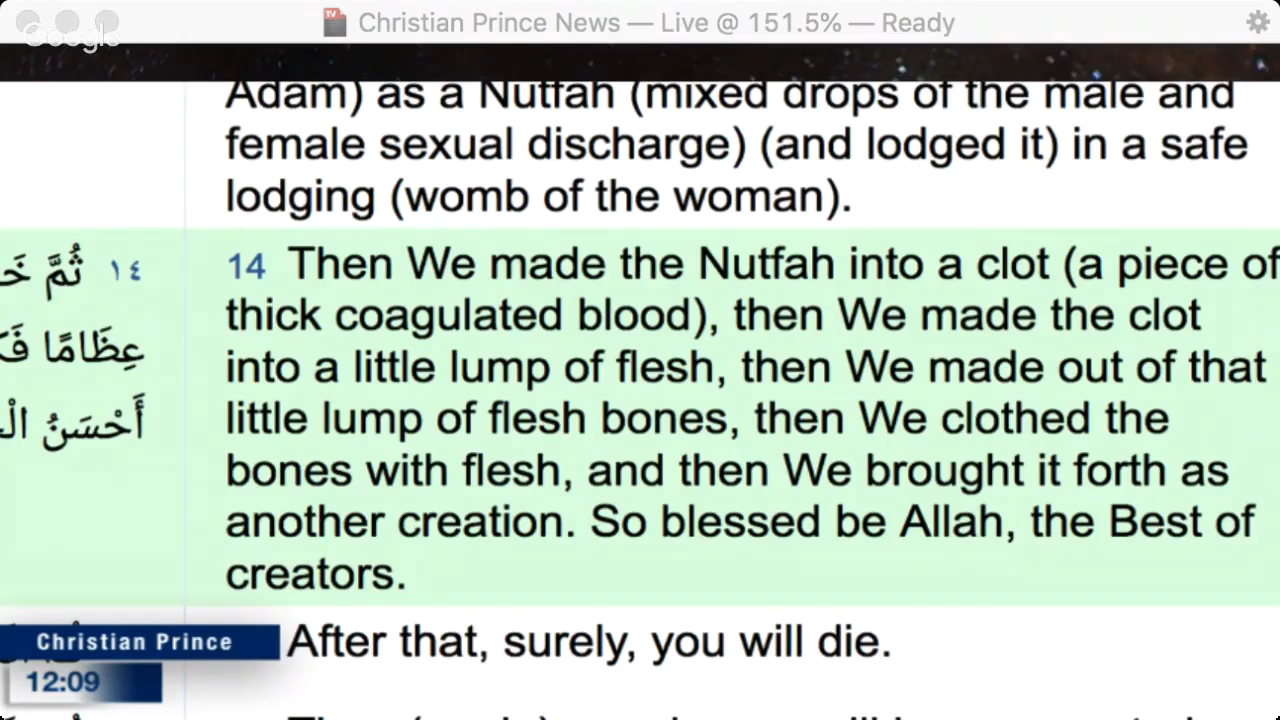 Christian Prince News — Live @ 151.5% — Ready
Google
Adam) as a Nutfah (mixed drops of the male and
female sexual discharge) (and lodged it) in a safe
lodging (womb of the woman).
14 Then We made the Nutfah into a clot (a piece of
thick coagulated blood), then We made the clot
into a little lump of flesh, then We made out of that
little lump of flesh bones, then We clothed the
bones with flesh, and then We brought it forth as
another creation. So blessed be Allah, the Best of
creators.
١٤ ثُمَّ
عِظَامًا
أَحْسَنُ
After that, surely, you will die.
Christian Prince
12:09